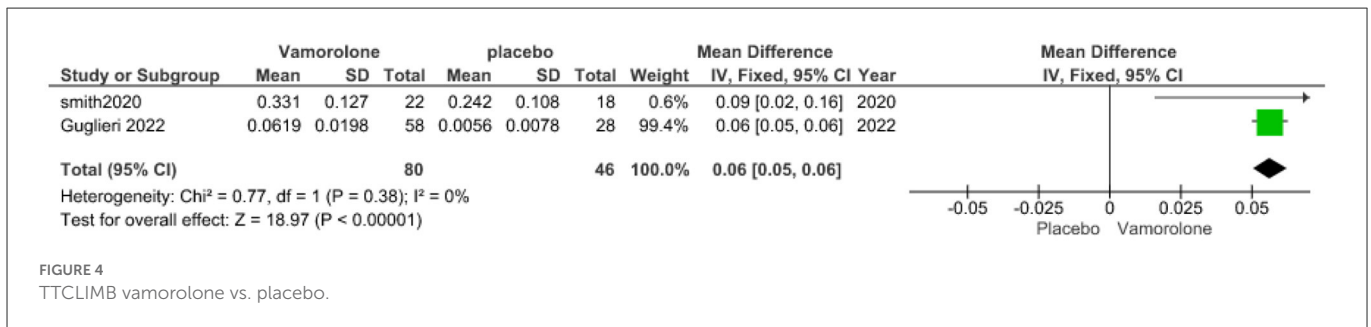 Vamorolone placebo Mean Difference Mean Difference
Study or Subgroup Mean SD Total Mean SD Total Weight IV, Fixed, 95% CI Year IV, Fixed, 95% CI
smith2020 0.331 0.127 22 0.242 0.108 18 0.6% 0.09 [0.02, 0.16] 2020
Guglieri 2022 0.0619 0.0198 58 0.0056 0.0078 28 99.4% 0.06 [0.05, 0.06] 2022
Total (95% CI) 80 46 100.0% 0.06 [0.05, 0.06]
Heterogeneity: Chi² = 0.77, df = 1 (P = 0.38); I² = 0%
Test for overall effect: Z = 18.97 (P < 0.00001)
-0.05 -0.025 0 0.025 0.05
Placebo Vamorolone
FIGURE 4
TTCLIMB vamorolone vs. placebo.